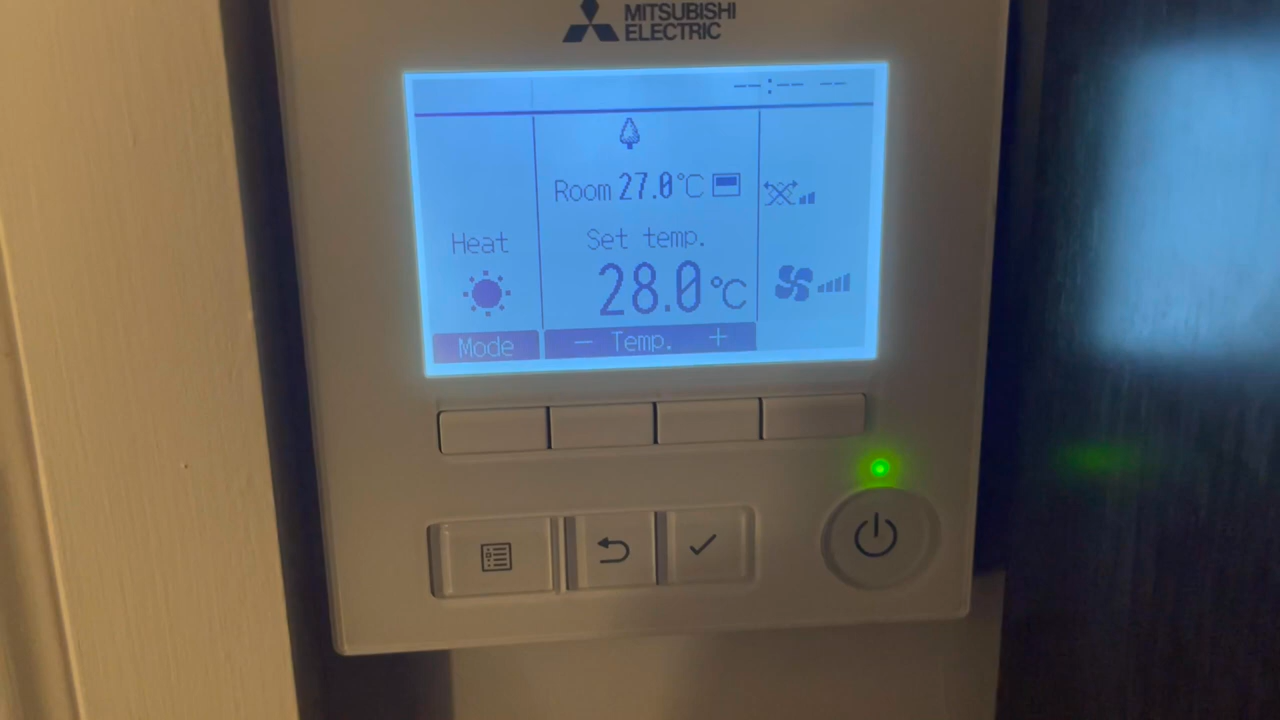 MITSUBISHI
ELECTRIC
--:-- --
Room 27.0°C
Heat
Set temp.
28.0°C
Mode
− Temp. +